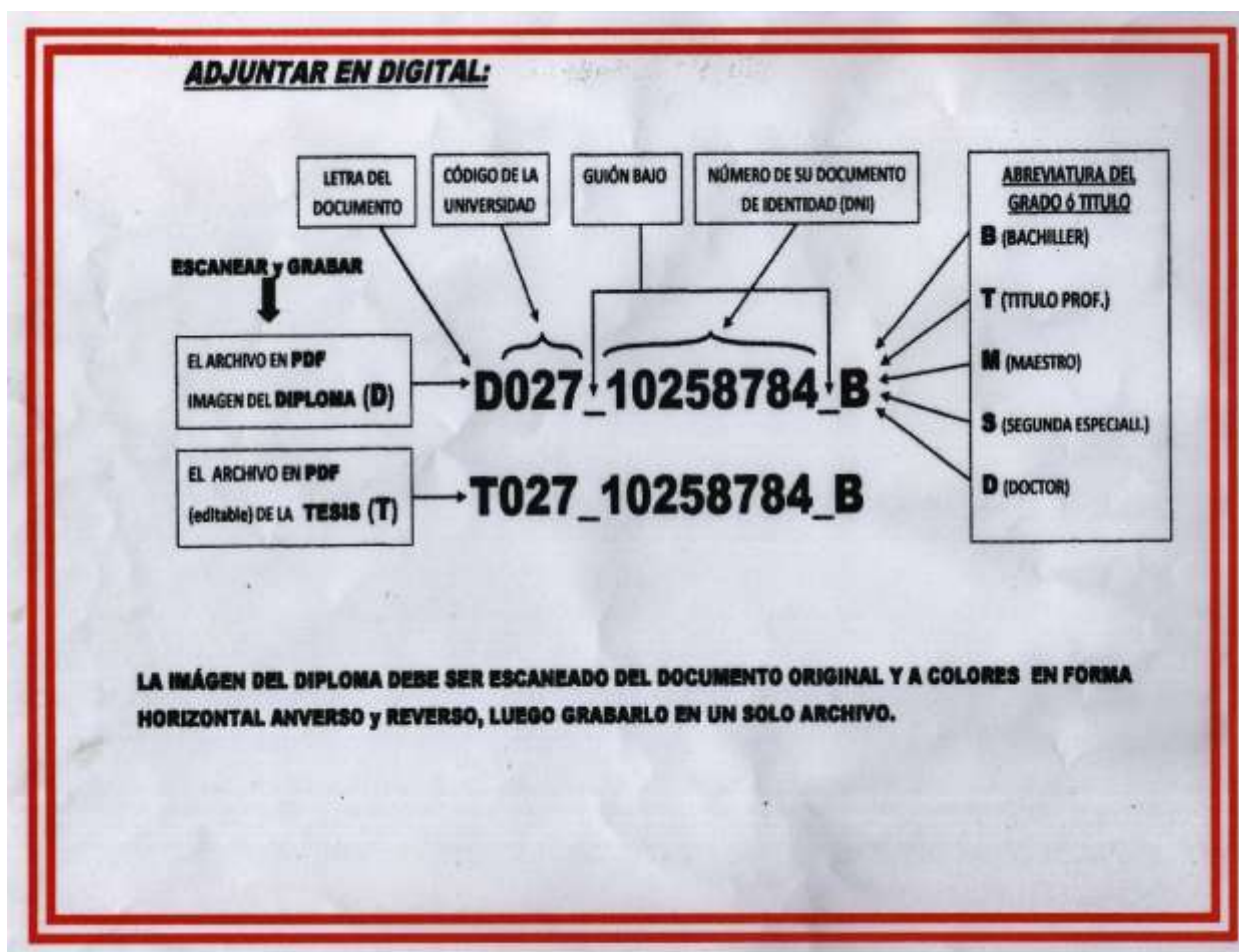 ADJUNTAR EN DIGITAL:
LETRA DEL
DOCUMENTO
CÓDIGO DE LA
UNIVERSIDAD
GUIÓN BAJO
NÚMERO DE SU DOCUMENTO
DE IDENTIDAD (DNI)
ABREVIATURA DEL
GRADO ó TITULO
B (BACHILLER)
T (TITULO PROF.)
M (MAESTRO)
S (SEGUNDA ESPECIALI.)
D (DOCTOR)
ESCANEAR y GRABAR
EL ARCHIVO EN PDF
IMAGEN DEL DIPLOMA (D)
D027_10258784_B
EL ARCHIVO EN PDF
(editable) DE LA TESIS (T)
T027_10258784_B
LA IMÁGEN DEL DIPLOMA DEBE SER ESCANEADO DEL DOCUMENTO ORIGINAL Y A COLORES EN FORMA
HORIZONTAL ANVERSO y REVERSO, LUEGO GRABARLO EN UN SOLO ARCHIVO.